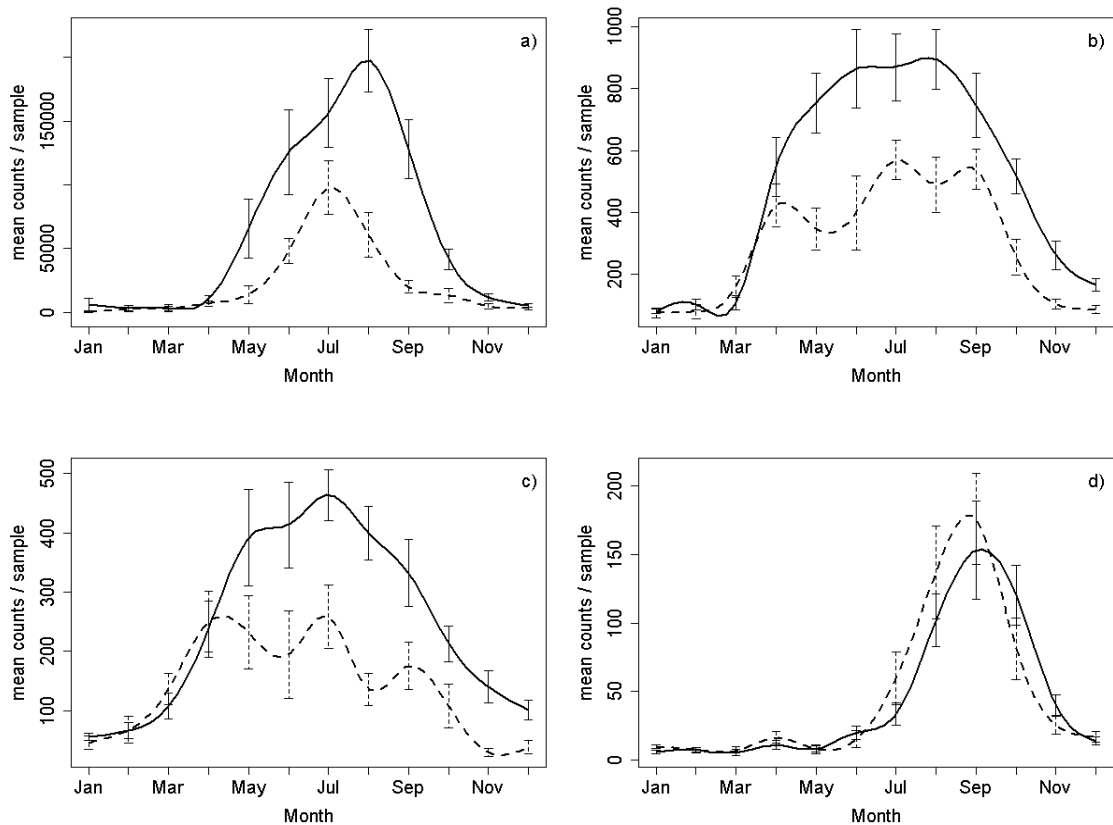 a)
mean counts / sample
150000
50000
0
Jan Mar May Jul Sep Nov
Month
b)
mean counts / sample
1000
800
600
400
200
Jan Mar May Jul Sep Nov
Month
c)
mean counts / sample
500
400
300
200
100
Jan Mar May Jul Sep Nov
Month
d)
mean counts / sample
200
150
100
50
0
Jan Mar May Jul Sep Nov
Month